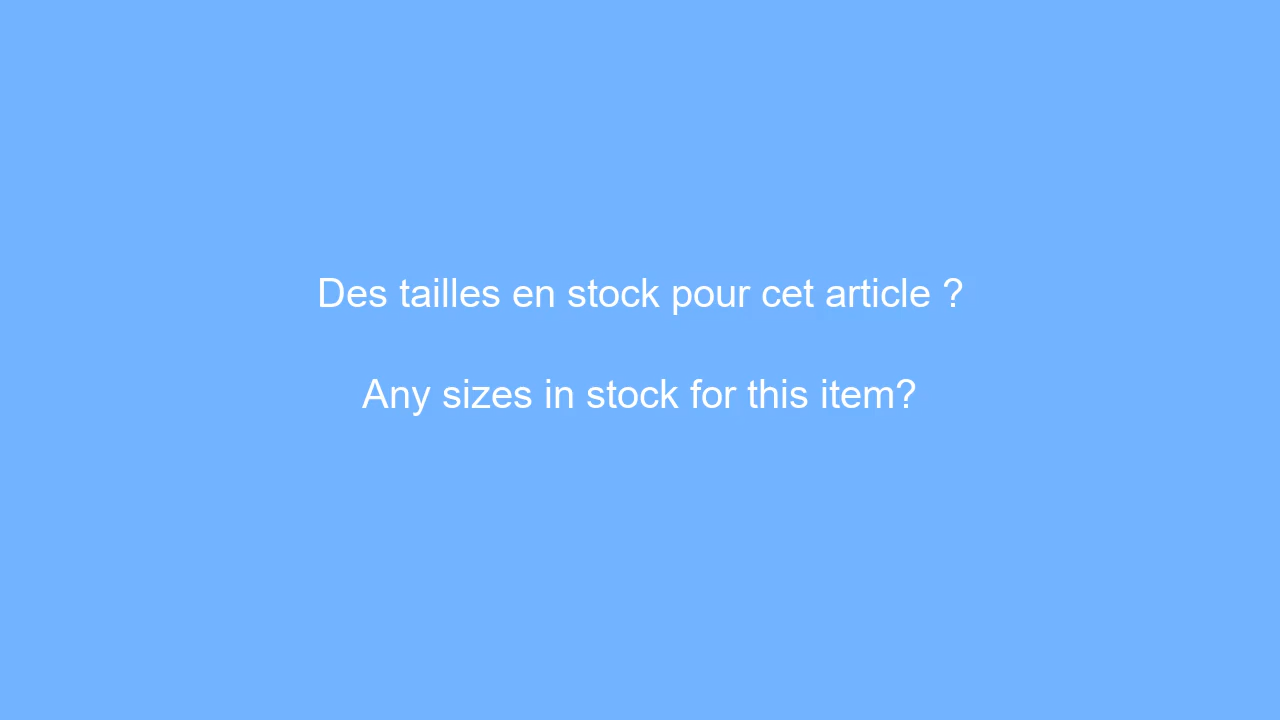 Des tailles en stock pour cet article ?
Any sizes in stock for this item?